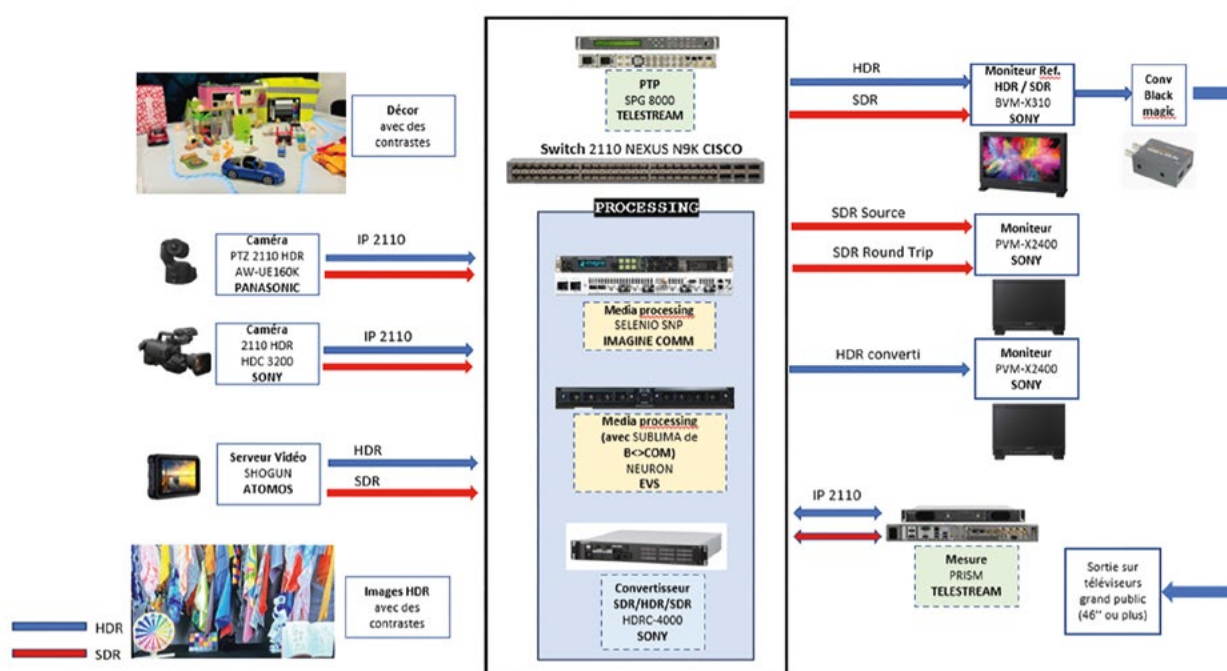 Décor
avec des
contrastes
Caméra
PTZ 2110 HDR
AW-UE160K
PANASONIC
IP 2110
Caméra
2110 HDR
HDC 3200
SONY
IP 2110
Serveur Vidéo
SHOGUN
ATOMOS
HDR
SDR
Images HDR
avec des
contrastes
HDR
SDR
PTP
SPG 8000
TELESTREAM
Switch 2110 NEXUS N9K CISCO
PROCESSING
Media processing
SELENIO SNP
IMAGINE COMM
Media processing
(avec SUBLIMA de
B<>COM)
NEURON
EVS
Convertisseur
SDR/HDR/SDR
HDRC-4000
SONY
HDR
SDR
Moniteur Ref.
HDR / SDR
BVM-X310
SONY
Conv
Black
magic
SDR Source
SDR Round Trip
Moniteur
PVM-X2400
SONY
HDR converti
Moniteur
PVM-X2400
SONY
IP 2110
Mesure
PRISM
TELESTREAM
Sortie sur
téléviseurs
grand public
(46" ou plus)